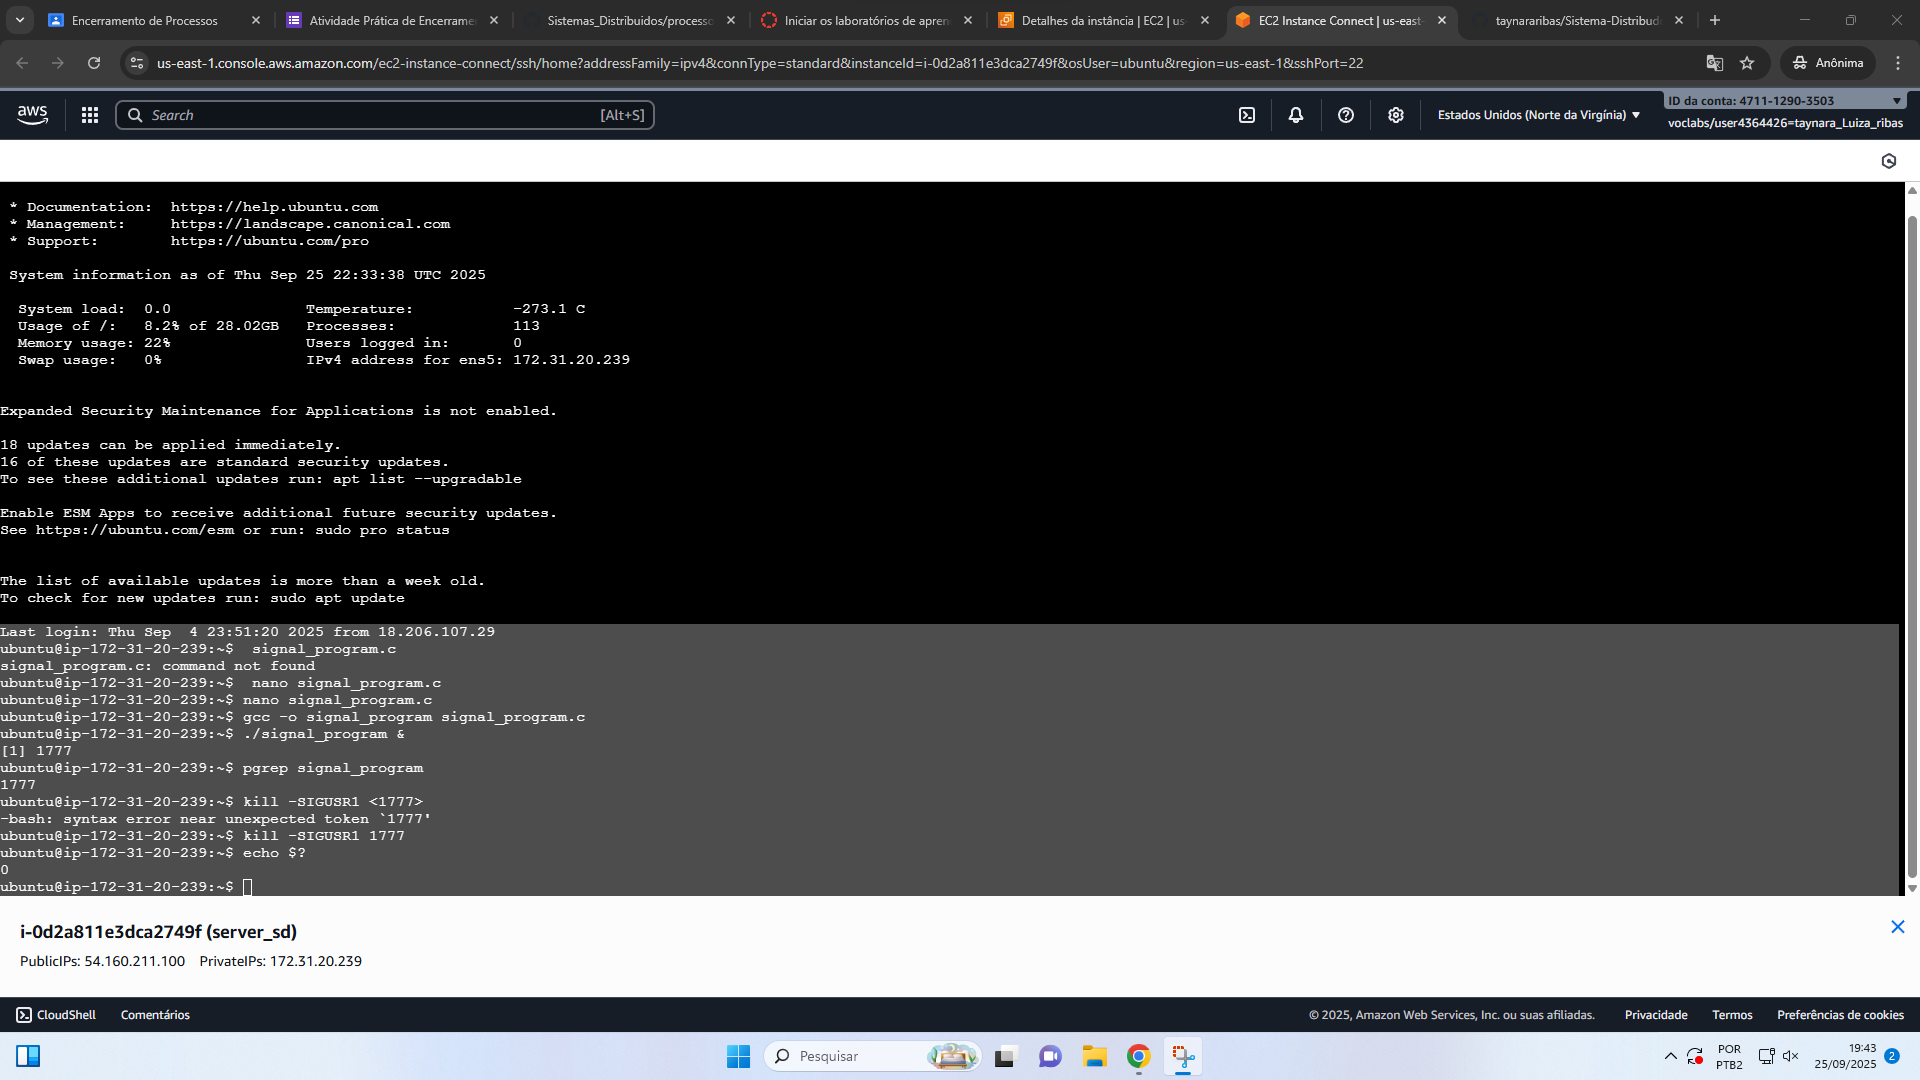 Encerramento de Processos
Atividade Prática de Encerrame
Sistemas_Distribuidos/processo
Iniciar os laboratórios de apren
Detalhes da instância | EC2 | us-
EC2 Instance Connect | us-east-
taynararibas/Sistema-Distribud
us-east-1.console.aws.amazon.com/ec2-instance-connect/ssh/home?addressFamily=ipv4&connType=standard&instanceId=i-0d2a811e3dca2749f&osUser=ubuntu&region=us-east-1&sshPort=22
Anônima
aws
Search
[Alt+S]
Estados Unidos (Norte da Virgínia)
ID da conta: 4711-1290-3503
voclabs/user4364426=taynara_Luiza_ribas
* Documentation:  https://help.ubuntu.com
* Management:     https://landscape.canonical.com
* Support:        https://ubuntu.com/pro
System information as of Thu Sep 25 22:33:38 UTC 2025
System load:  0.0               Temperature:           -273.1 C
Usage of /:   8.2% of 28.02GB   Processes:             113
Memory usage: 22%               Users logged in:       0
Swap usage:   0%                IPv4 address for ens5: 172.31.20.239
Expanded Security Maintenance for Applications is not enabled.
18 updates can be applied immediately.
16 of these updates are standard security updates.
To see these additional updates run: apt list --upgradable
Enable ESM Apps to receive additional future security updates.
See https://ubuntu.com/esm or run: sudo pro status
The list of available updates is more than a week old.
To check for new updates run: sudo apt update
Last login: Thu Sep  4 23:51:20 2025 from 18.206.107.29
ubuntu@ip-172-31-20-239:~$  signal_program.c
signal_program.c: command not found
ubuntu@ip-172-31-20-239:~$  nano signal_program.c
ubuntu@ip-172-31-20-239:~$ nano signal_program.c
ubuntu@ip-172-31-20-239:~$ gcc -o signal_program signal_program.c
ubuntu@ip-172-31-20-239:~$ ./signal_program &
[1] 1777
ubuntu@ip-172-31-20-239:~$ pgrep signal_program
1777
ubuntu@ip-172-31-20-239:~$ kill -SIGUSR1 <1777>
-bash: syntax error near unexpected token `1777'
ubuntu@ip-172-31-20-239:~$ kill -SIGUSR1 1777
ubuntu@ip-172-31-20-239:~$ echo $?
0
ubuntu@ip-172-31-20-239:~$
i-0d2a811e3dca2749f (server_sd)
PublicIPs: 54.160.211.100 PrivateIPs: 172.31.20.239
CloudShell
Comentários
© 2025, Amazon Web Services, Inc. ou suas afiliadas.
Privacidade
Termos
Preferências de cookies
Pesquisar
POR
PTB2
19:43
25/09/2025
2